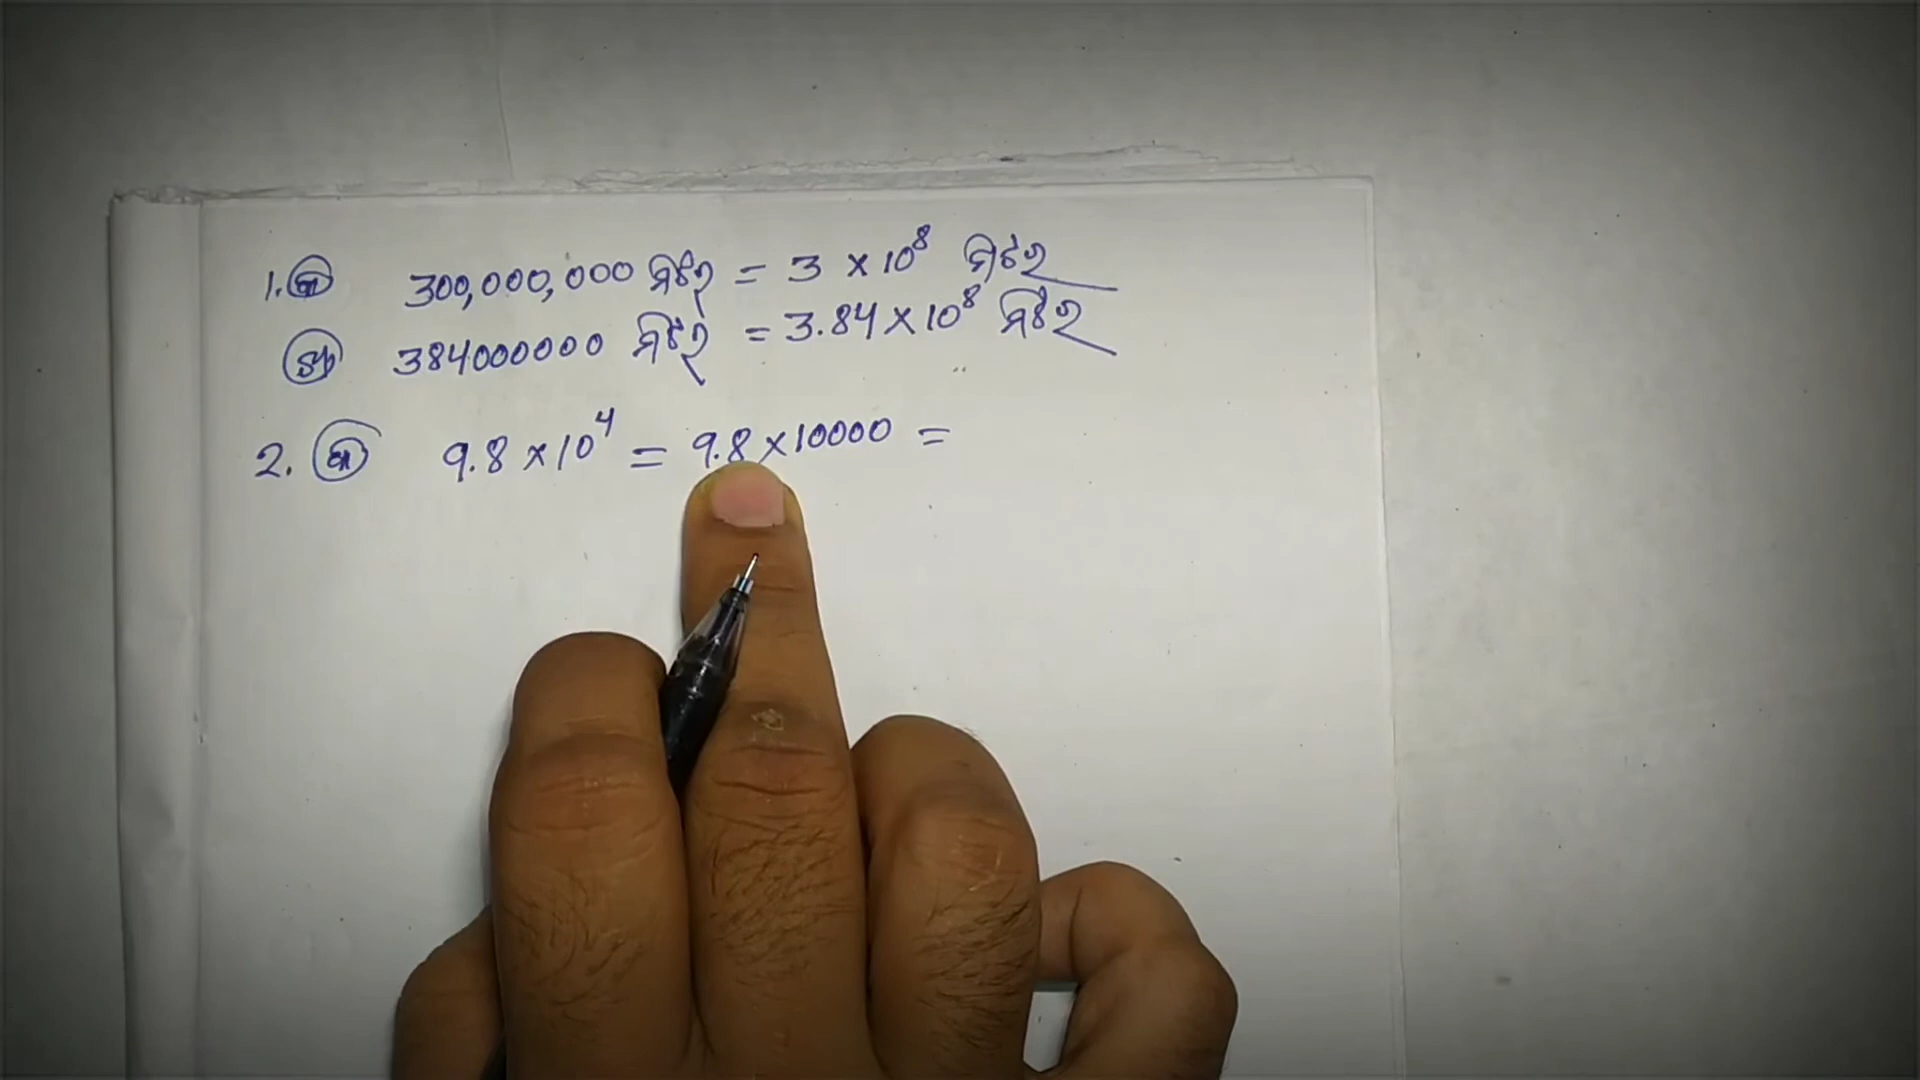 1. (କ) 300,000,000 ମିଟର = 3 × 10⁸ ମିଟର
(ଖ) 384000000 ମିଟର = 3.84 × 10⁸ ମିଟର
2. (କ) 9.8 × 10⁴ = 9.8 × 10000 =